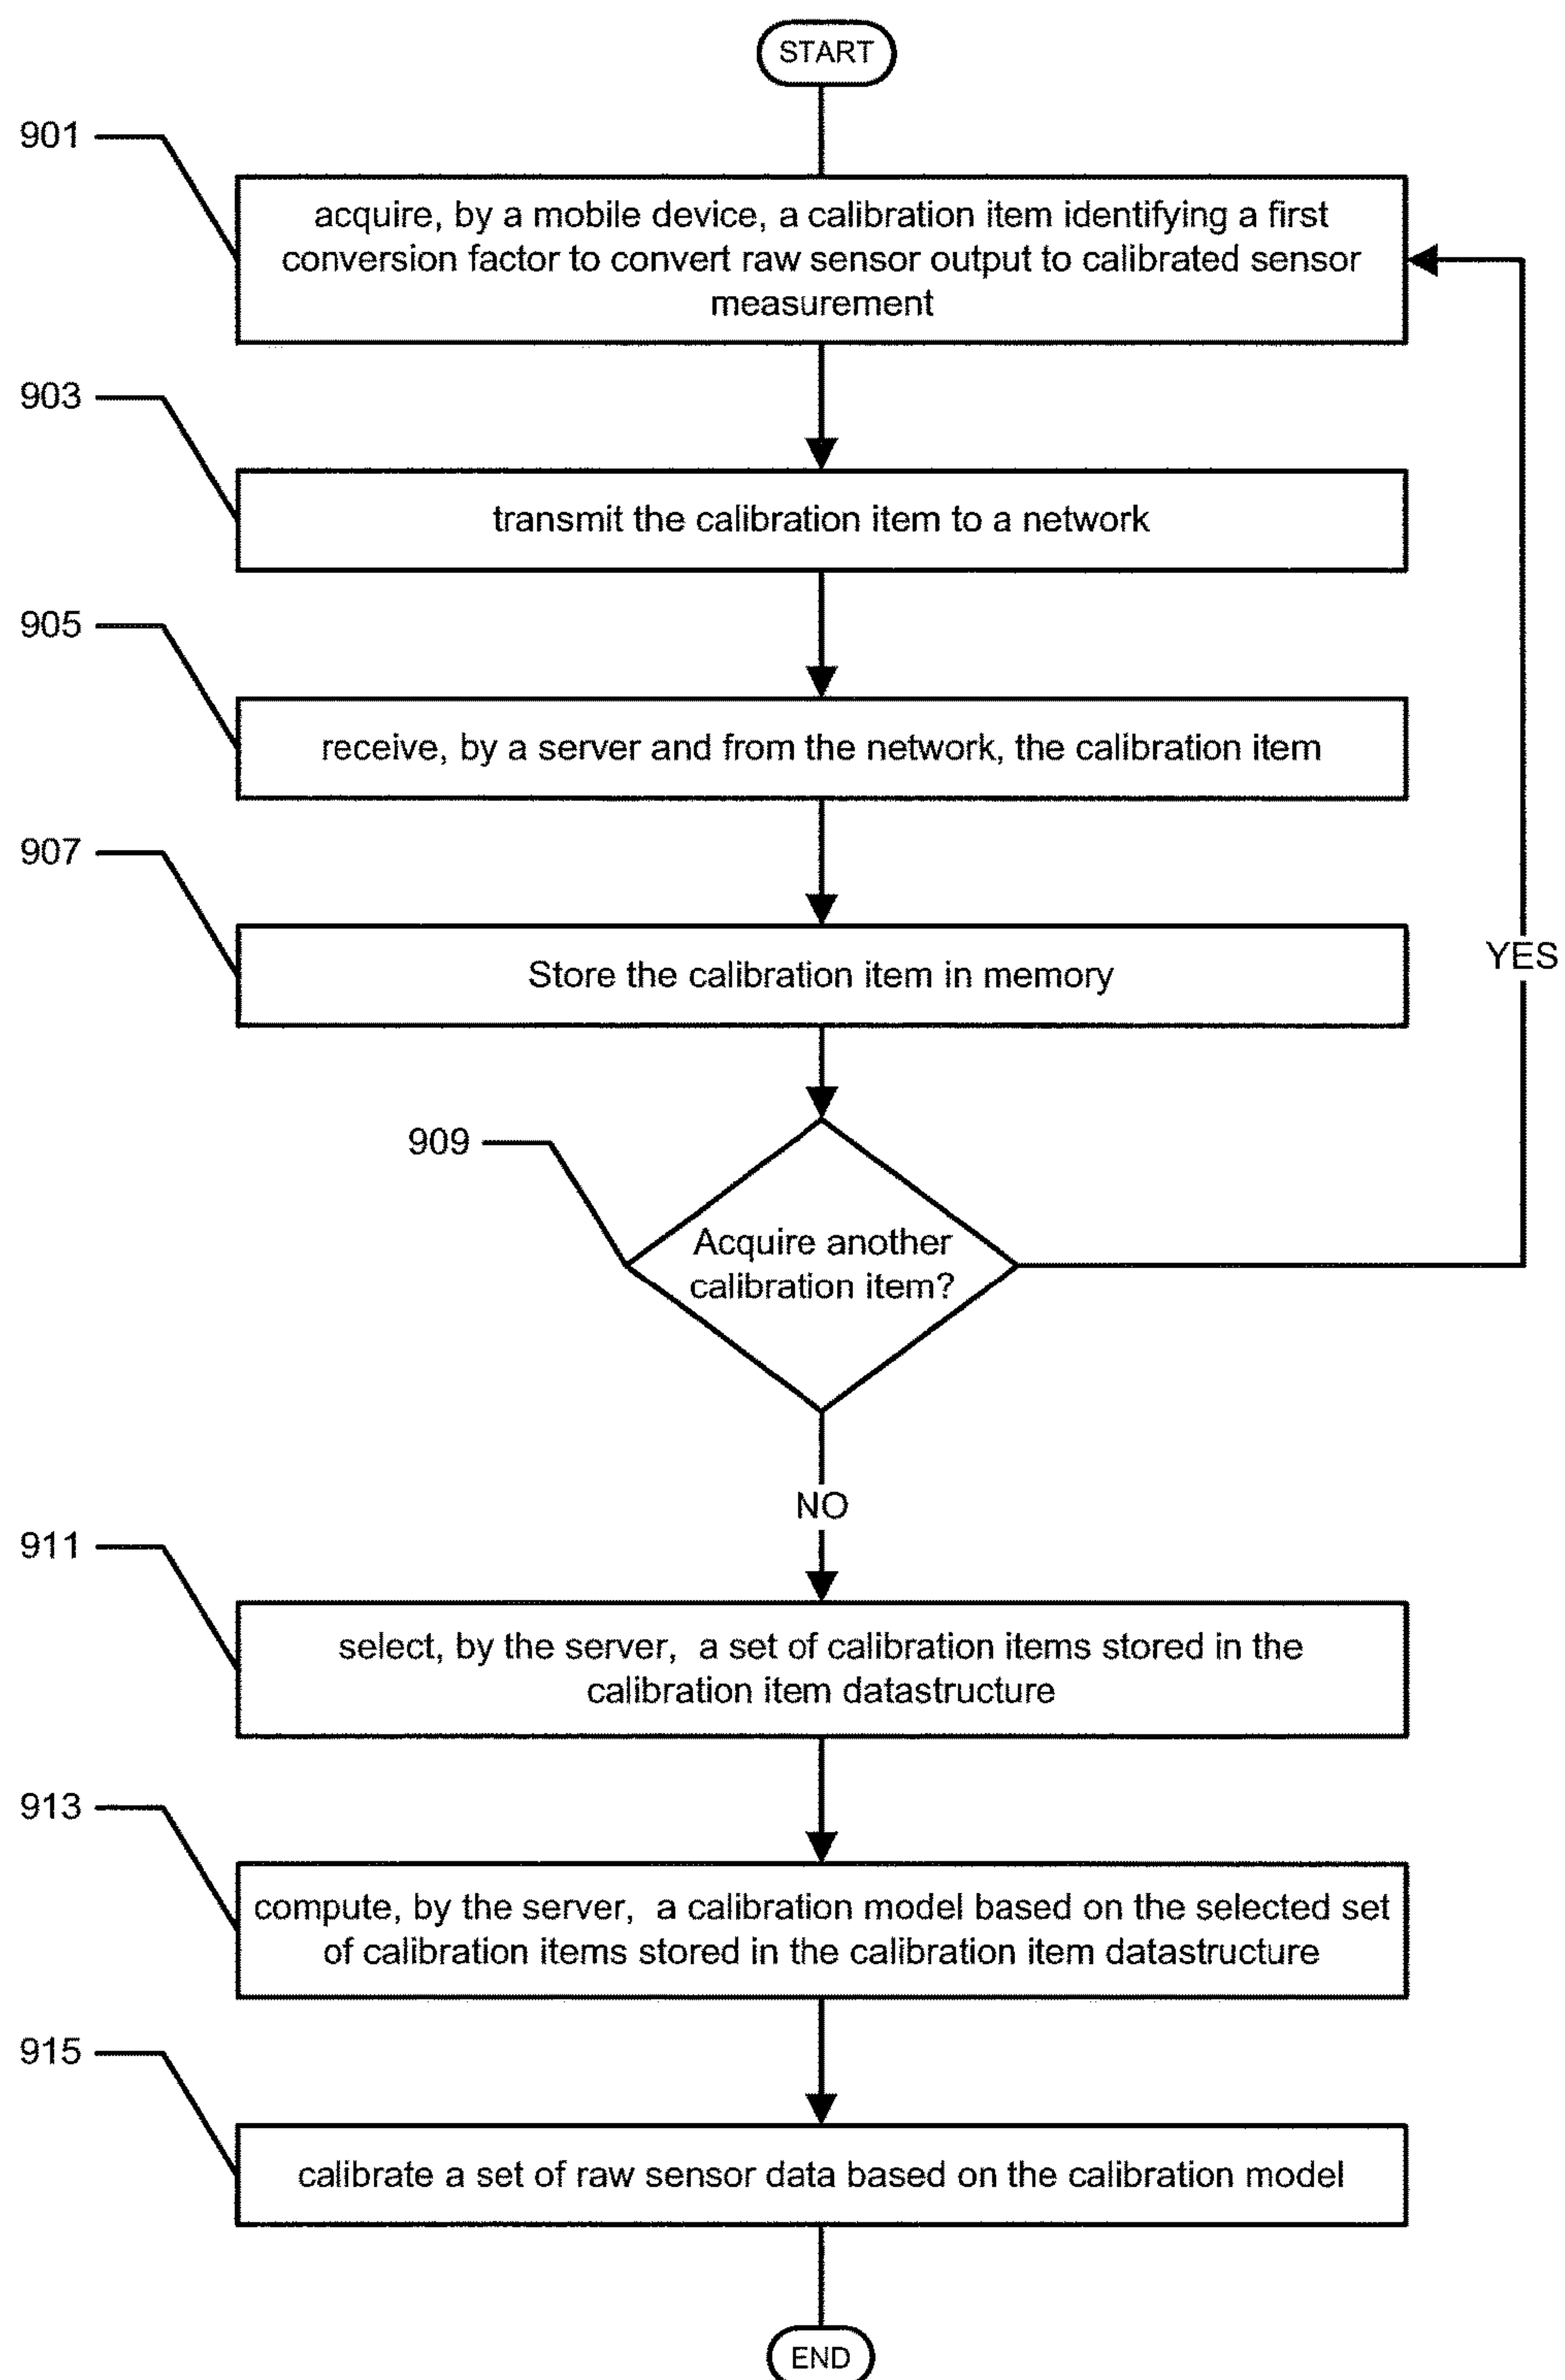 START
901
acquire, by a mobile device, a calibration item identifying a first
conversion factor to convert raw sensor output to calibrated sensor
measurement
903
transmit the calibration item to a network
905
receive, by a server and from the network, the calibration item
907
Store the calibration item in memory
YES
909
Acquire another
calibration item?
NO
911
select, by the server, a set of calibration items stored in the
calibration item datastructure
913
compute, by the server, a calibration model based on the selected set
of calibration items stored in the calibration item datastructure
915
calibrate a set of raw sensor data based on the calibration model
END